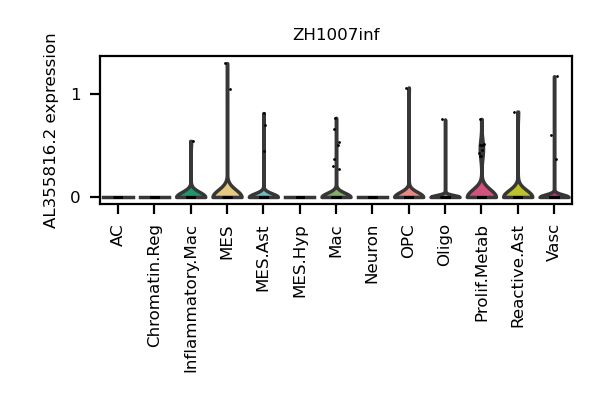 ZH1007inf
AL355816.2 expression
1
0
AC
Chromatin.Reg
Inflammatory.Mac
MES
MES.Ast
MES.Hyp
Mac
Neuron
OPC
Oligo
Prolif.Metab
Reactive.Ast
Vasc